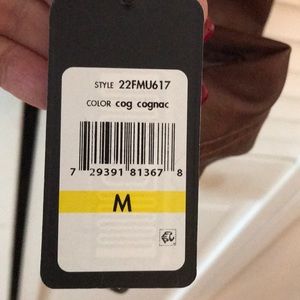 STYLE 22FMU617
COLOR cog cognac
7 29391 81367 8
M